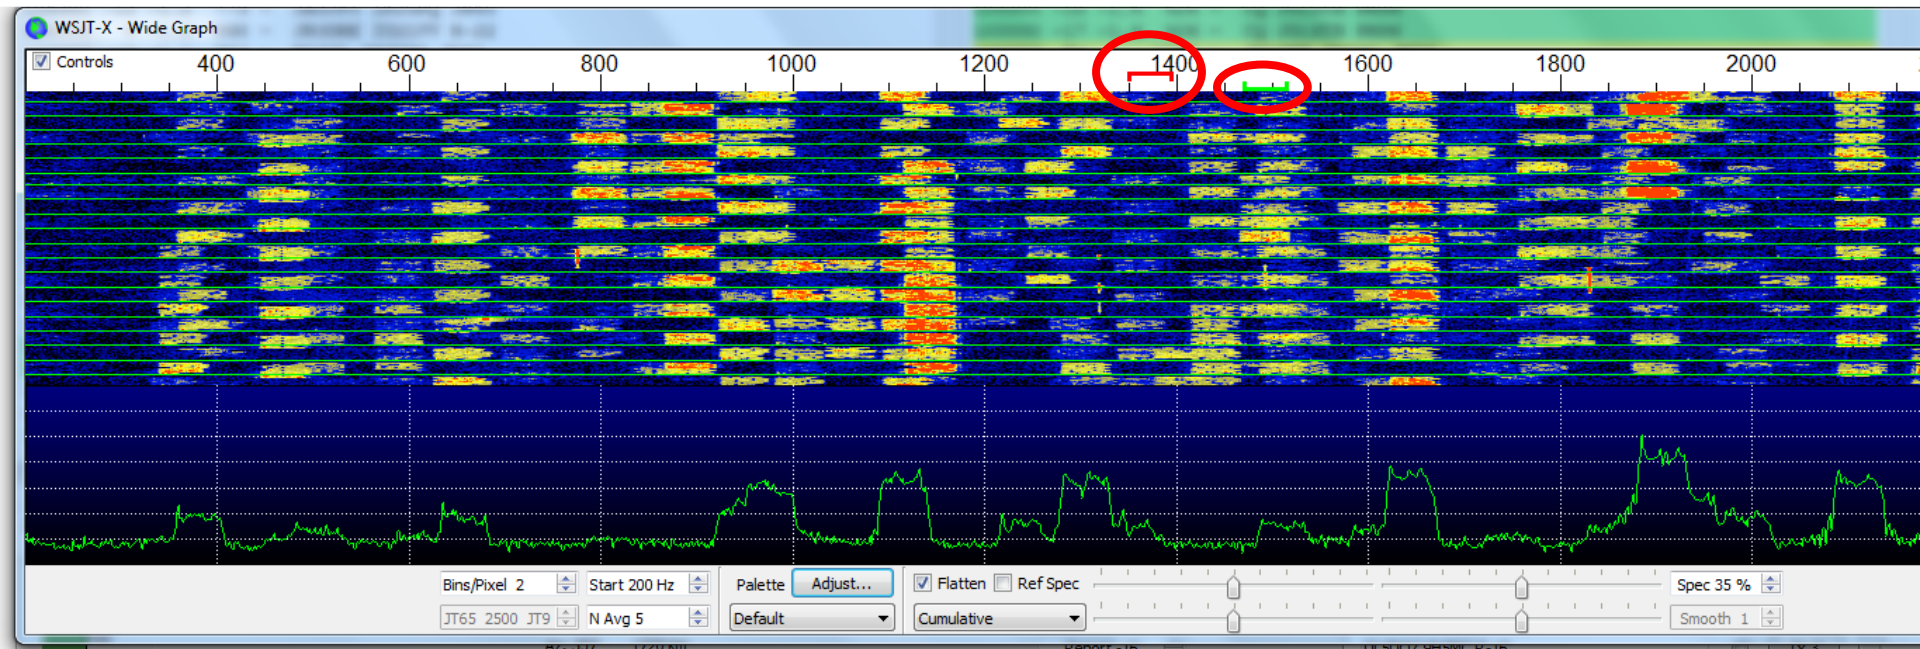 WSJT-X - Wide Graph
Controls
400 600 800 1000 1200 1400 1600 1800 2000
Bins/Pixel 2 Start 200 Hz Palette Adjust... Flatten Ref Spec Spec 35 %
JT65 2500 JT9 N Avg 5 Default Cumulative Smooth 1